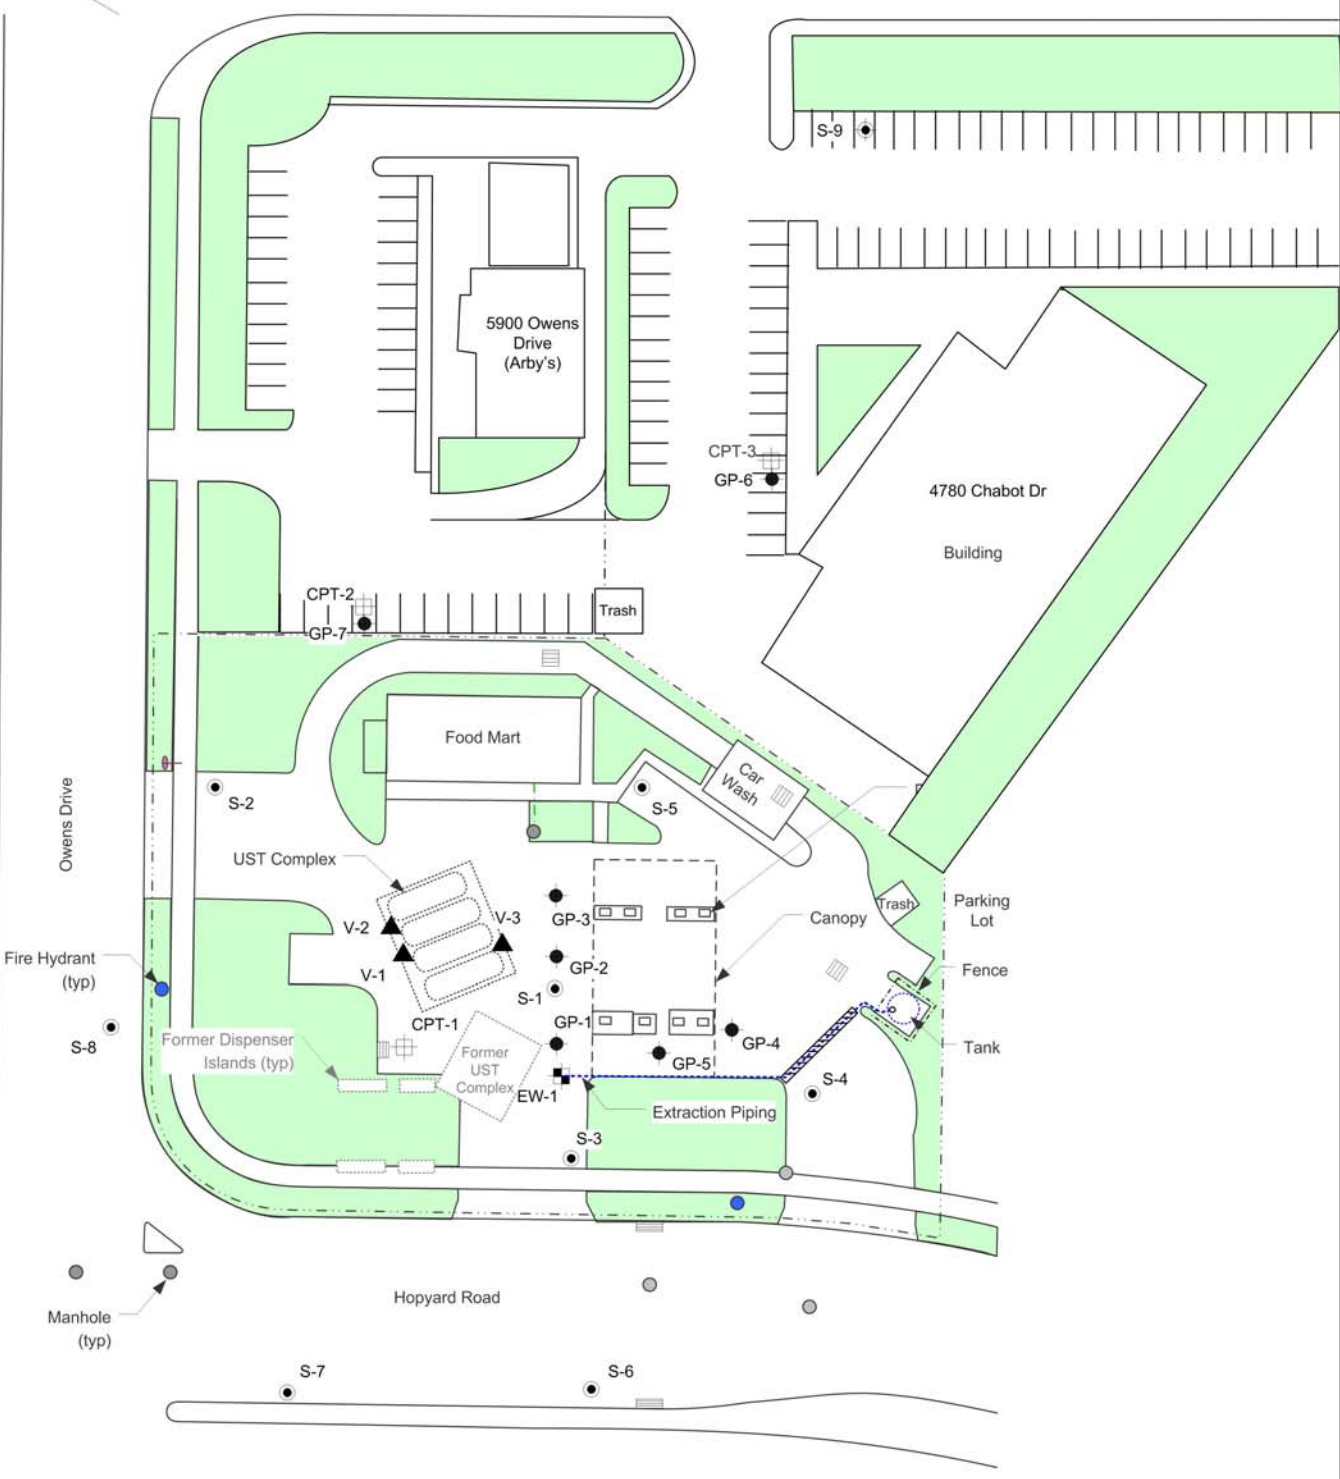 S-9
5900 Owens
Drive
(Arby's)
CPT-3
GP-6
4780 Chabot Dr
Building
CPT-2
GP-7
Trash
Food Mart
Car
Wash
S-2
S-5
Owens Drive
UST Complex
V-2
V-3
V-1
GP-3
GP-2
S-1
GP-1
Canopy
Trash
Parking
Lot
Fire Hydrant
(typ)
Fence
S-8
CPT-1
Former Dispenser
Islands (typ)
Former
UST
Complex
GP-4
GP-5
Tank
EW-1
S-4
Extraction Piping
S-3
Hopyard Road
Manhole
(typ)
S-7
S-6